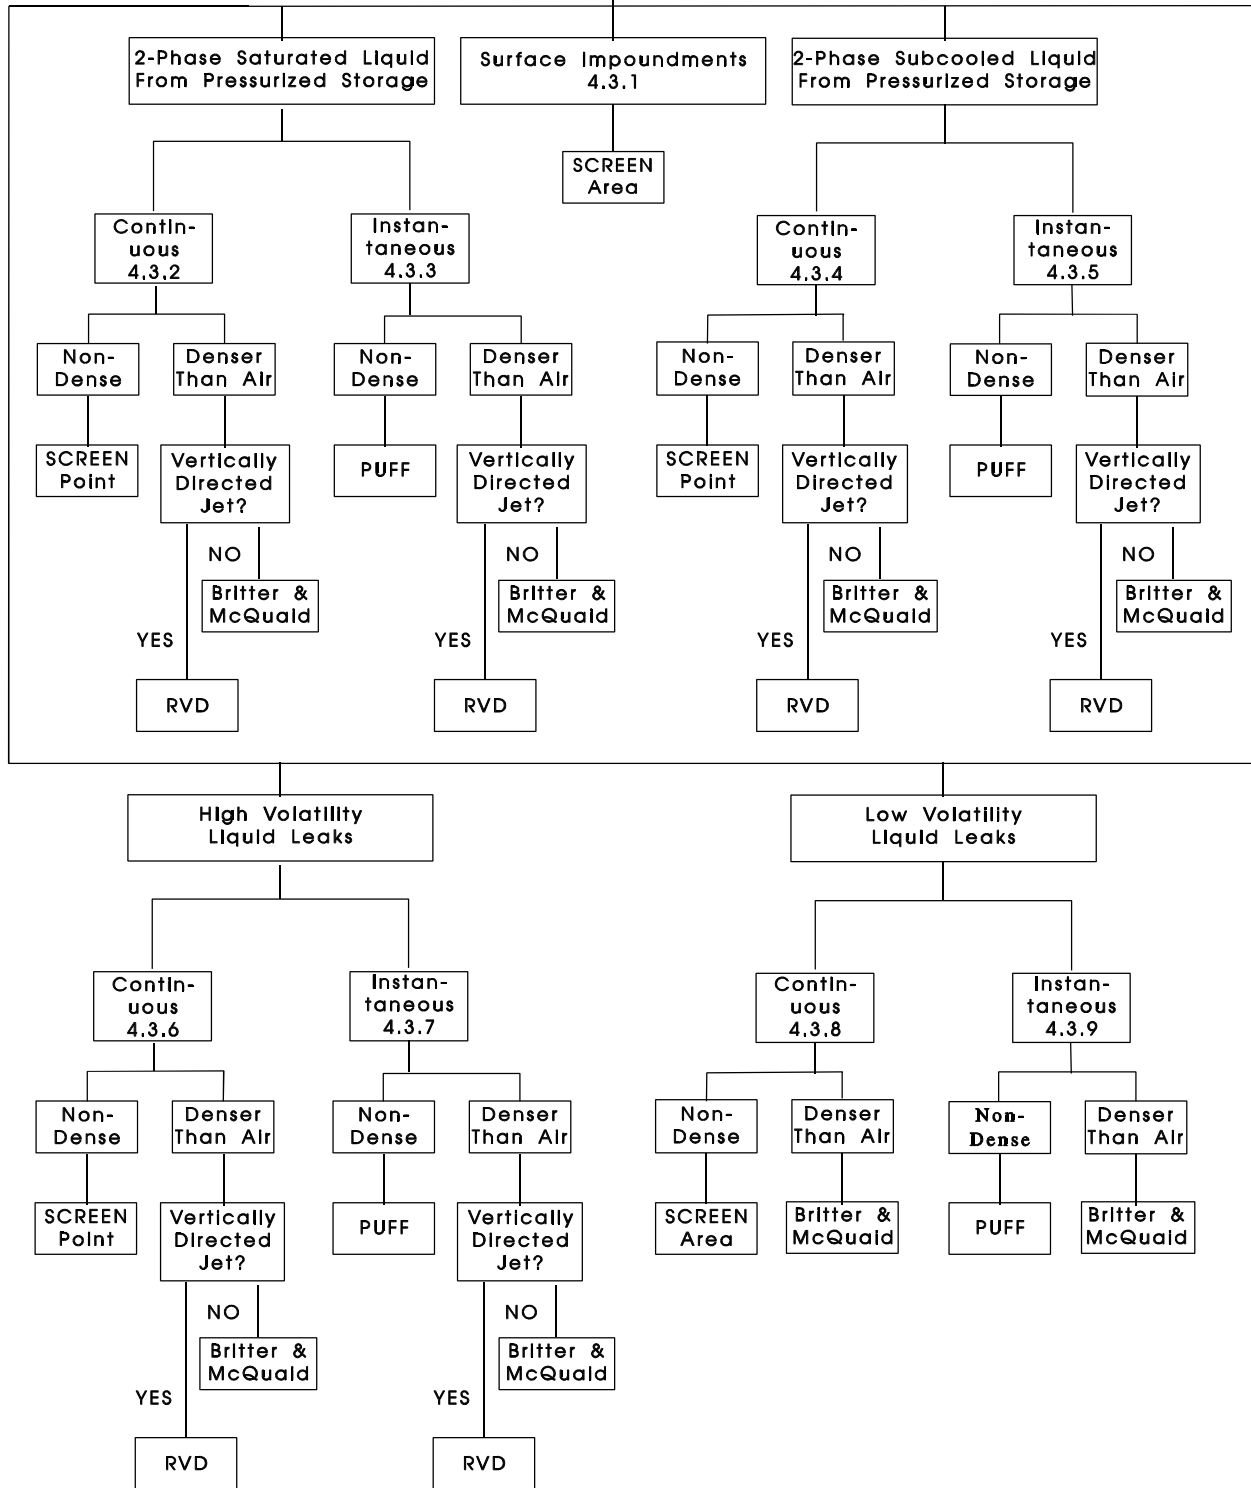 2-Phase Saturated Liquid
From Pressurized Storage
Surface Impoundments
4.3.1
2-Phase Subcooled Liquid
From Pressurized Storage
SCREEN
Area
Contin-
uous
4.3.2
Instan-
taneous
4.3.3
Contin-
uous
4.3.4
Instan-
taneous
4.3.5
Non-
Dense
Denser
Than Air
Non-
Dense
Denser
Than Air
Non-
Dense
Denser
Than Air
Non-
Dense
Denser
Than Air
SCREEN
Point
Vertically
Directed
Jet?
PUFF
Vertically
Directed
Jet?
SCREEN
Point
Vertically
Directed
Jet?
PUFF
Vertically
Directed
Jet?
NO
NO
NO
NO
Britter &
McQuaid
Britter &
McQuaid
Britter &
McQuaid
Britter &
McQuaid
YES
YES
YES
YES
RVD
RVD
RVD
RVD
High Volatility
Liquid Leaks
Low Volatility
Liquid Leaks
Contin-
uous
4.3.6
Instan-
taneous
4.3.7
Contin-
uous
4.3.8
Instan-
taneous
4.3.9
Non-
Dense
Denser
Than Air
Non-
Dense
Denser
Than Air
Non-
Dense
Denser
Than Air
Non-
Dense
Denser
Than Air
SCREEN
Point
Vertically
Directed
Jet?
PUFF
Vertically
Directed
Jet?
SCREEN
Area
Britter &
McQuaid
PUFF
Britter &
McQuaid
NO
NO
Britter &
McQuaid
Britter &
McQuaid
YES
YES
RVD
RVD